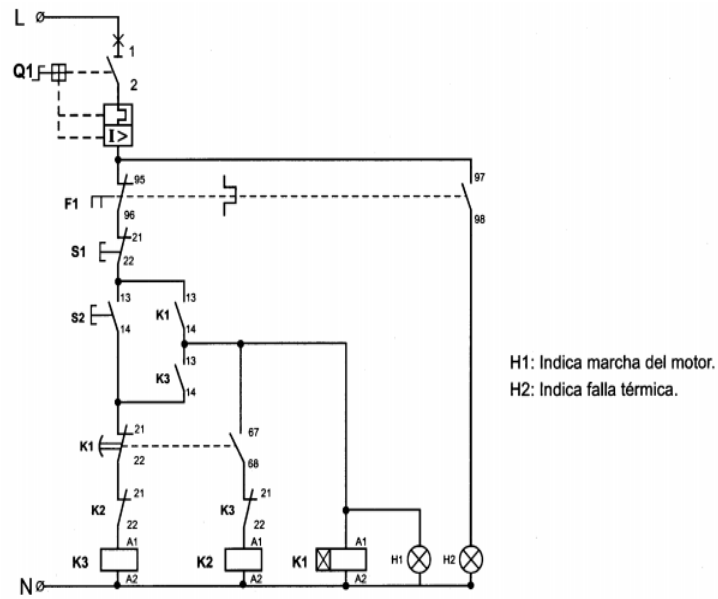 L
1
Q1
2
I>
95
97
F1
96
98
21
S1
22
13
13
S2
K1
14
14
13
K3
14
H1: Indica marcha del motor.
H2: Indica falla térmica.
21
67
K1
22
68
21
21
K2
K3
22
22
A1
A1
A1
K3
K2
K1
H1
H2
A2
A2
A2
N